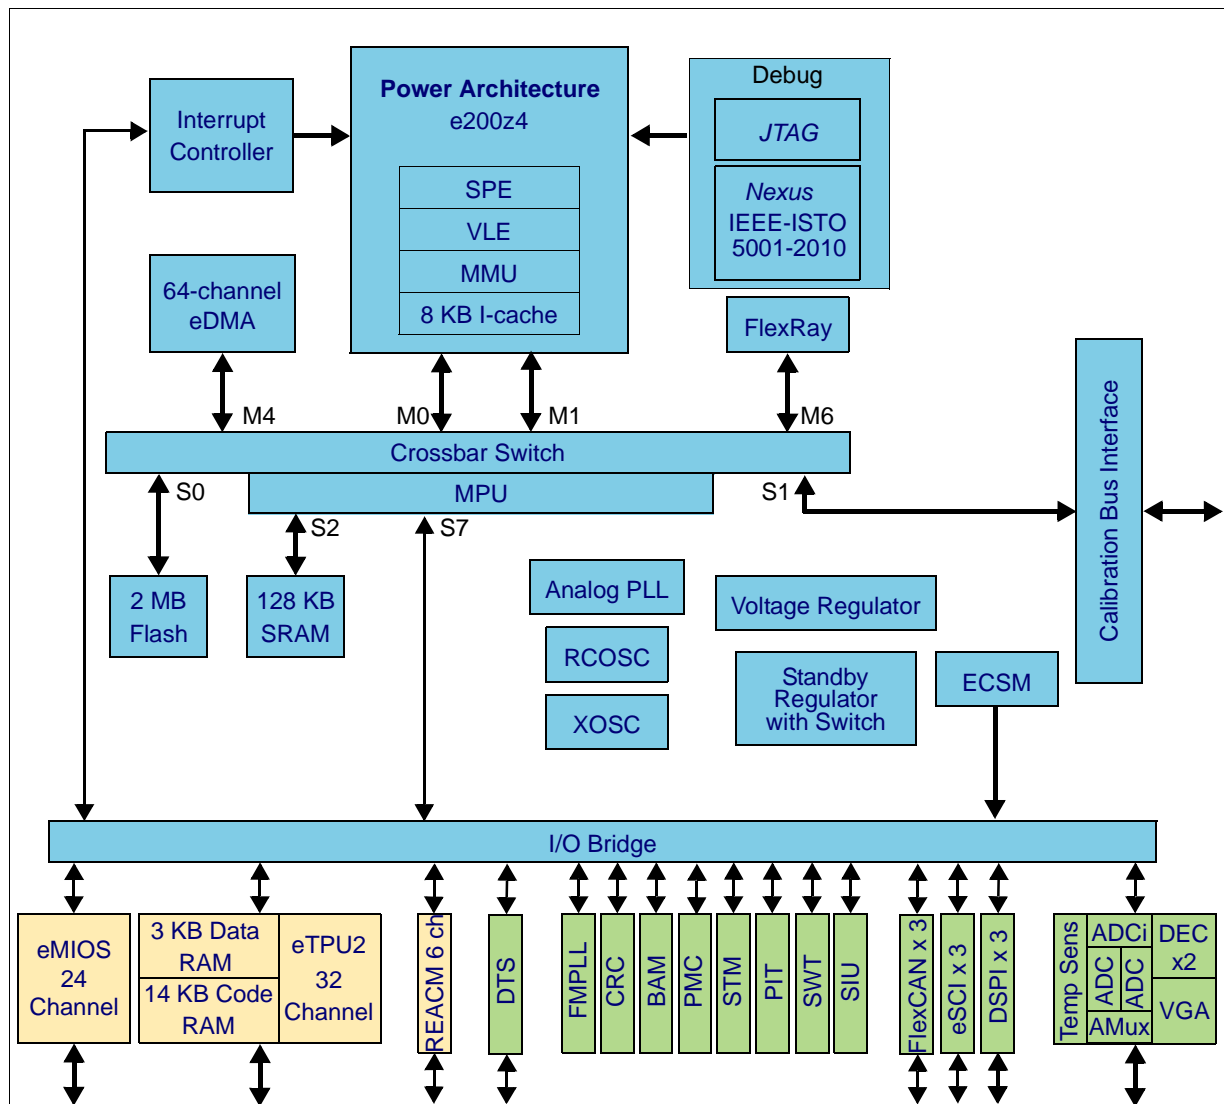 Power Architecture
e200z4
SPE
VLE
MMU
8 KB I-cache
Interrupt
Controller
Debug
JTAG
Nexus
IEEE-ISTO
5001-2010
64-channel
eDMA
FlexRay
Calibration Bus Interface
M4
M0
M1
M6
Crossbar Switch
MPU
S0
S2
S7
S1
2 MB
Flash
128 KB
SRAM
Analog PLL
RCOSC
XOSC
Voltage Regulator
Standby
Regulator
with Switch
ECSM
I/O Bridge
eMIOS
24
Channel
3 KB Data
RAM
14 KB Code
RAM
eTPU2
32
Channel
REACM 6 ch
DTS
FMPLL
CRC
BAM
PMC
STM
PIT
SWT
SIU
FlexCAN x 3
eSCI x 3
DSPI x 3
Temp Sens
ADCi
ADC
ADC
AMux
DEC
x2
VGA